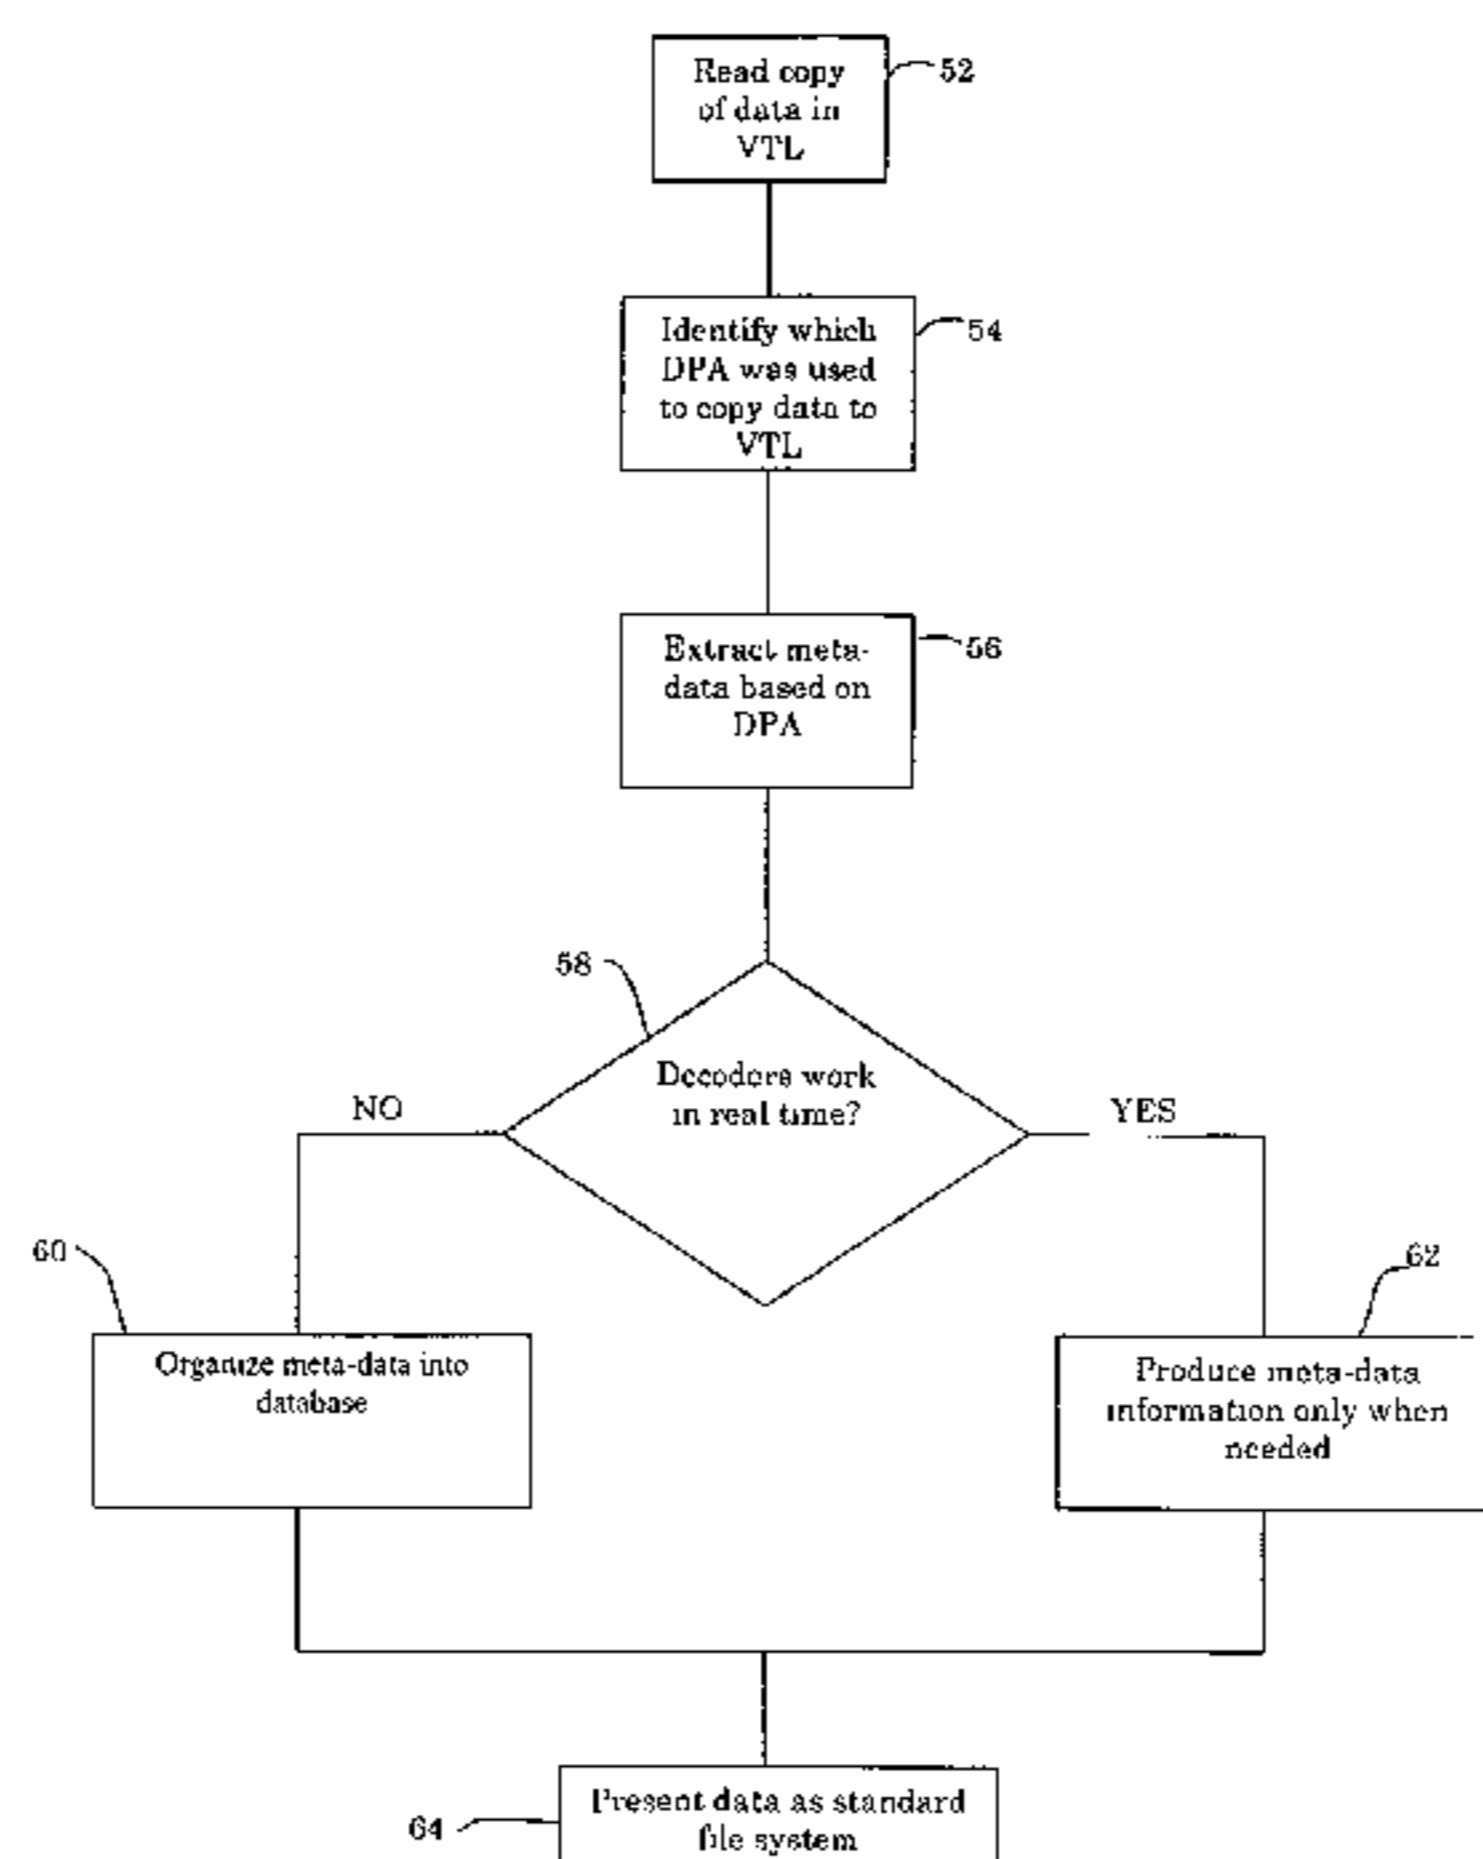 Read copy
of data in
VTL
52
Identify which
DPA was used
to copy data to
VTL
54
Extract meta-
data based on
DPA
56
58
Decoders work
in real time?
NO
YES
60
Organize meta-data into
database
62
Produce meta-data
information only when
needed
64
Present data as standard
file system